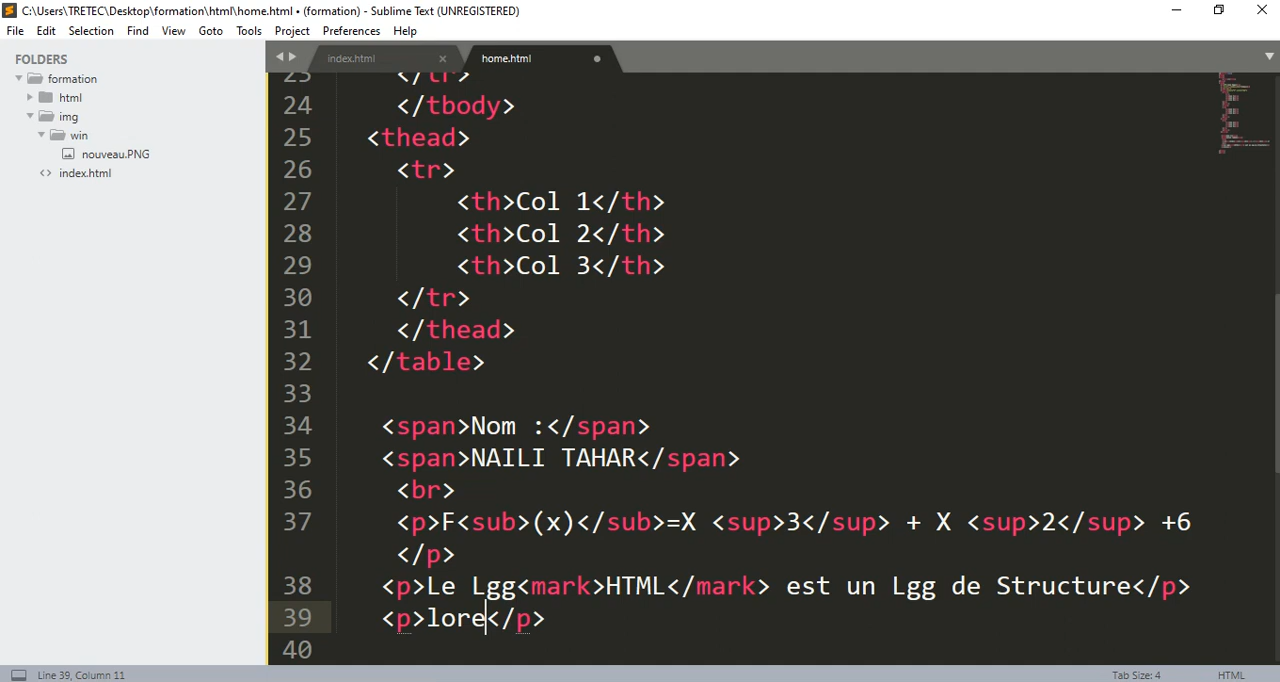 C:\Users\TRETEC\Desktop\formation\html\home.html • (formation) - Sublime Text (UNREGISTERED)
File Edit Selection Find View Goto Tools Project Preferences Help
FOLDERS
formation
html
img
win
nouveau.PNG
index.html
index.html home.html
23 </tr>
24 </tbody>
25 <thead>
26 <tr>
27 <th>Col 1</th>
28 <th>Col 2</th>
29 <th>Col 3</th>
30 </tr>
31 </thead>
32 </table>
33
34 <span>Nom :</span>
35 <span>NAILI TAHAR</span>
36 <br>
37 <p>F<sub>(x)</sub>=X <sup>3</sup> + X <sup>2</sup> +6
</p>
38 <p>Le Lgg<mark>HTML</mark> est un Lgg de Structure</p>
39 <p>lore</p>
40
Line 39, Column 11 Tab Size: 4 HTML